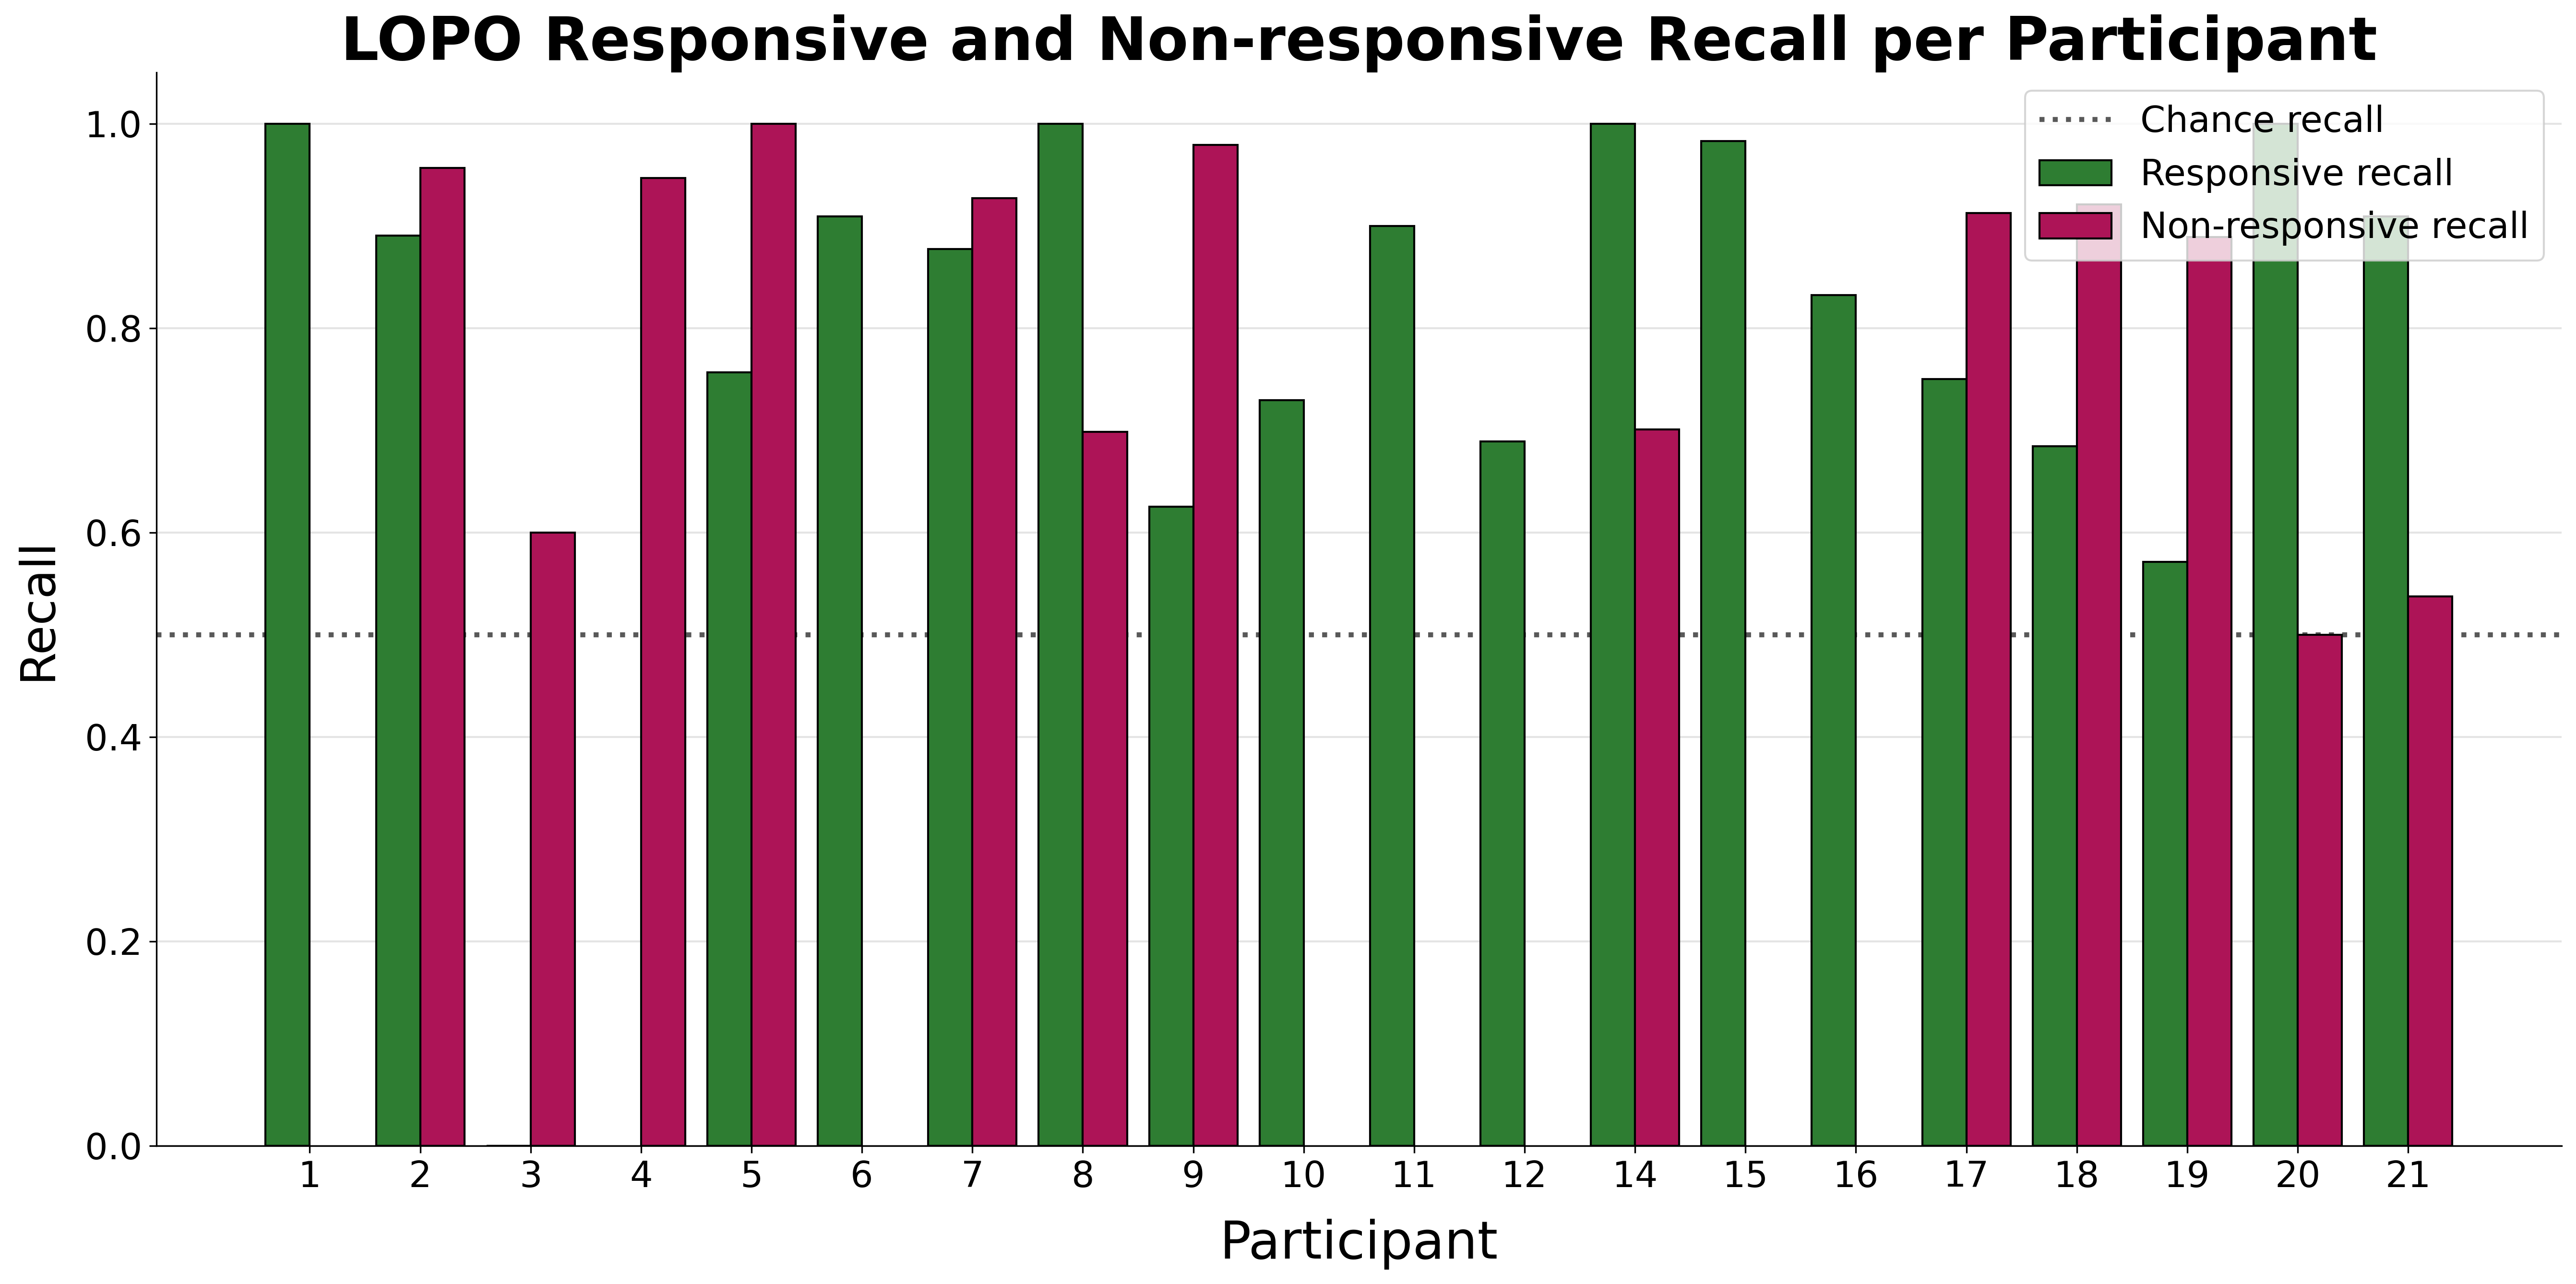 LOPO Responsive and Non-responsive Recall per Participant
Chance recall
Responsive recall
Non-responsive recall
1.0
0.8
0.6
0.4
0.2
0.0
Recall
1 2 3 4 5 6 7 8 9 10 11 12 14 15 16 17 18 19 20 21
Participant